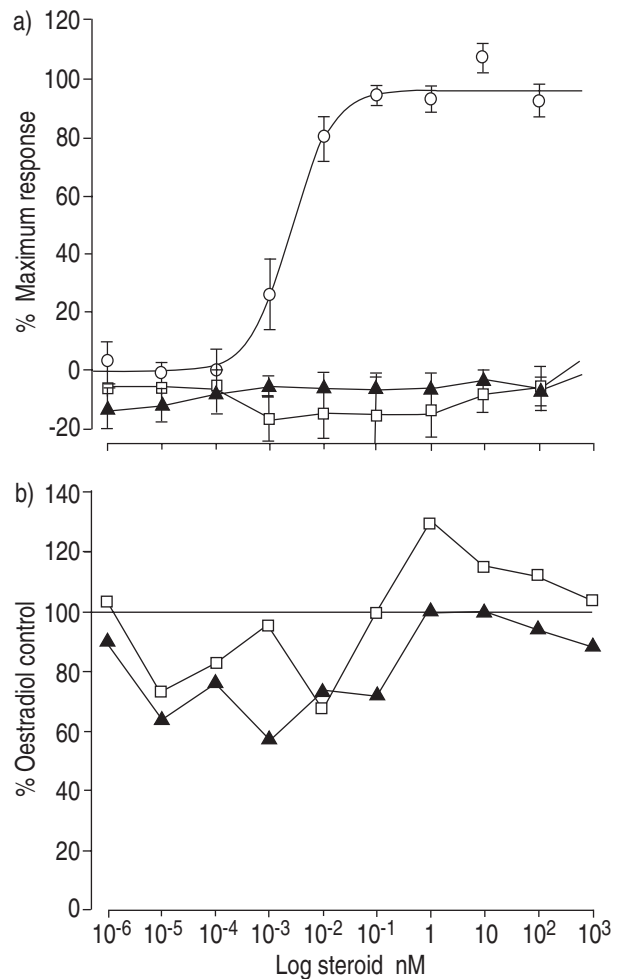 a)
120
100
80
60
40
20
0
-20
% Maximum response
b)
140
120
100
80
60
40
20
0
% Oestradiol control
10⁻⁶ 10⁻⁵ 10⁻⁴ 10⁻³ 10⁻² 10⁻¹ 1 10 10² 10³
Log steroid nM